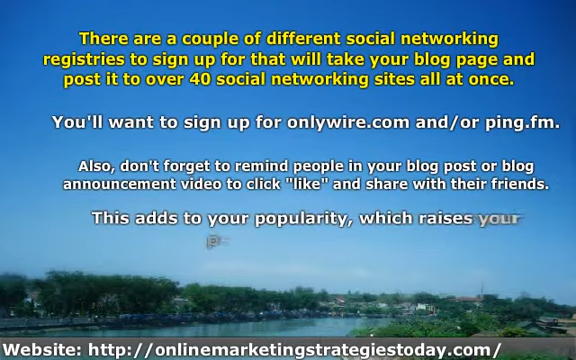 There are a couple of different social networking
registries to sign up for that will take your blog page and
post it to over 40 social networking sites all at once.
You'll want to sign up for onlywire.com and/or ping.fm.
Also, don't forget to remind people in your blog post or blog
announcement video to click "like" and share with their friends.
This adds to your popularity, which raises your
Website: http://onlinemarketingstrategiestoday.com/